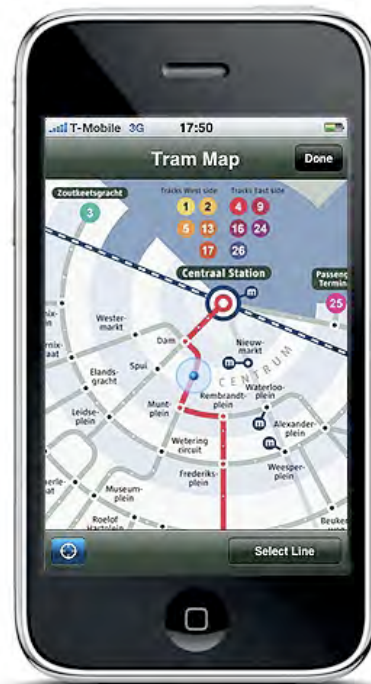 T-Mobile 3G 17:50
Tram Map
Done
Zoutkeetsgracht
3
Tracks West side
Tracks East side
1 2 4 9
5 13 16 24
17 26
Centraal Station
m
Passeng
Termin
25
Wester-
markt
Dam
Nieuw-
markt
m
CENTRUM
Spui
Elands-
gracht
Waterloo-
plein
Rembrandt-
plein
m
Leidse-
plein
Munt-
plein
Alexander-
plein
m
Wetering
circuit
Weesper-
plein
Frederiks-
plein
Museum-
plein
Roelof
Hartplein
Select Line